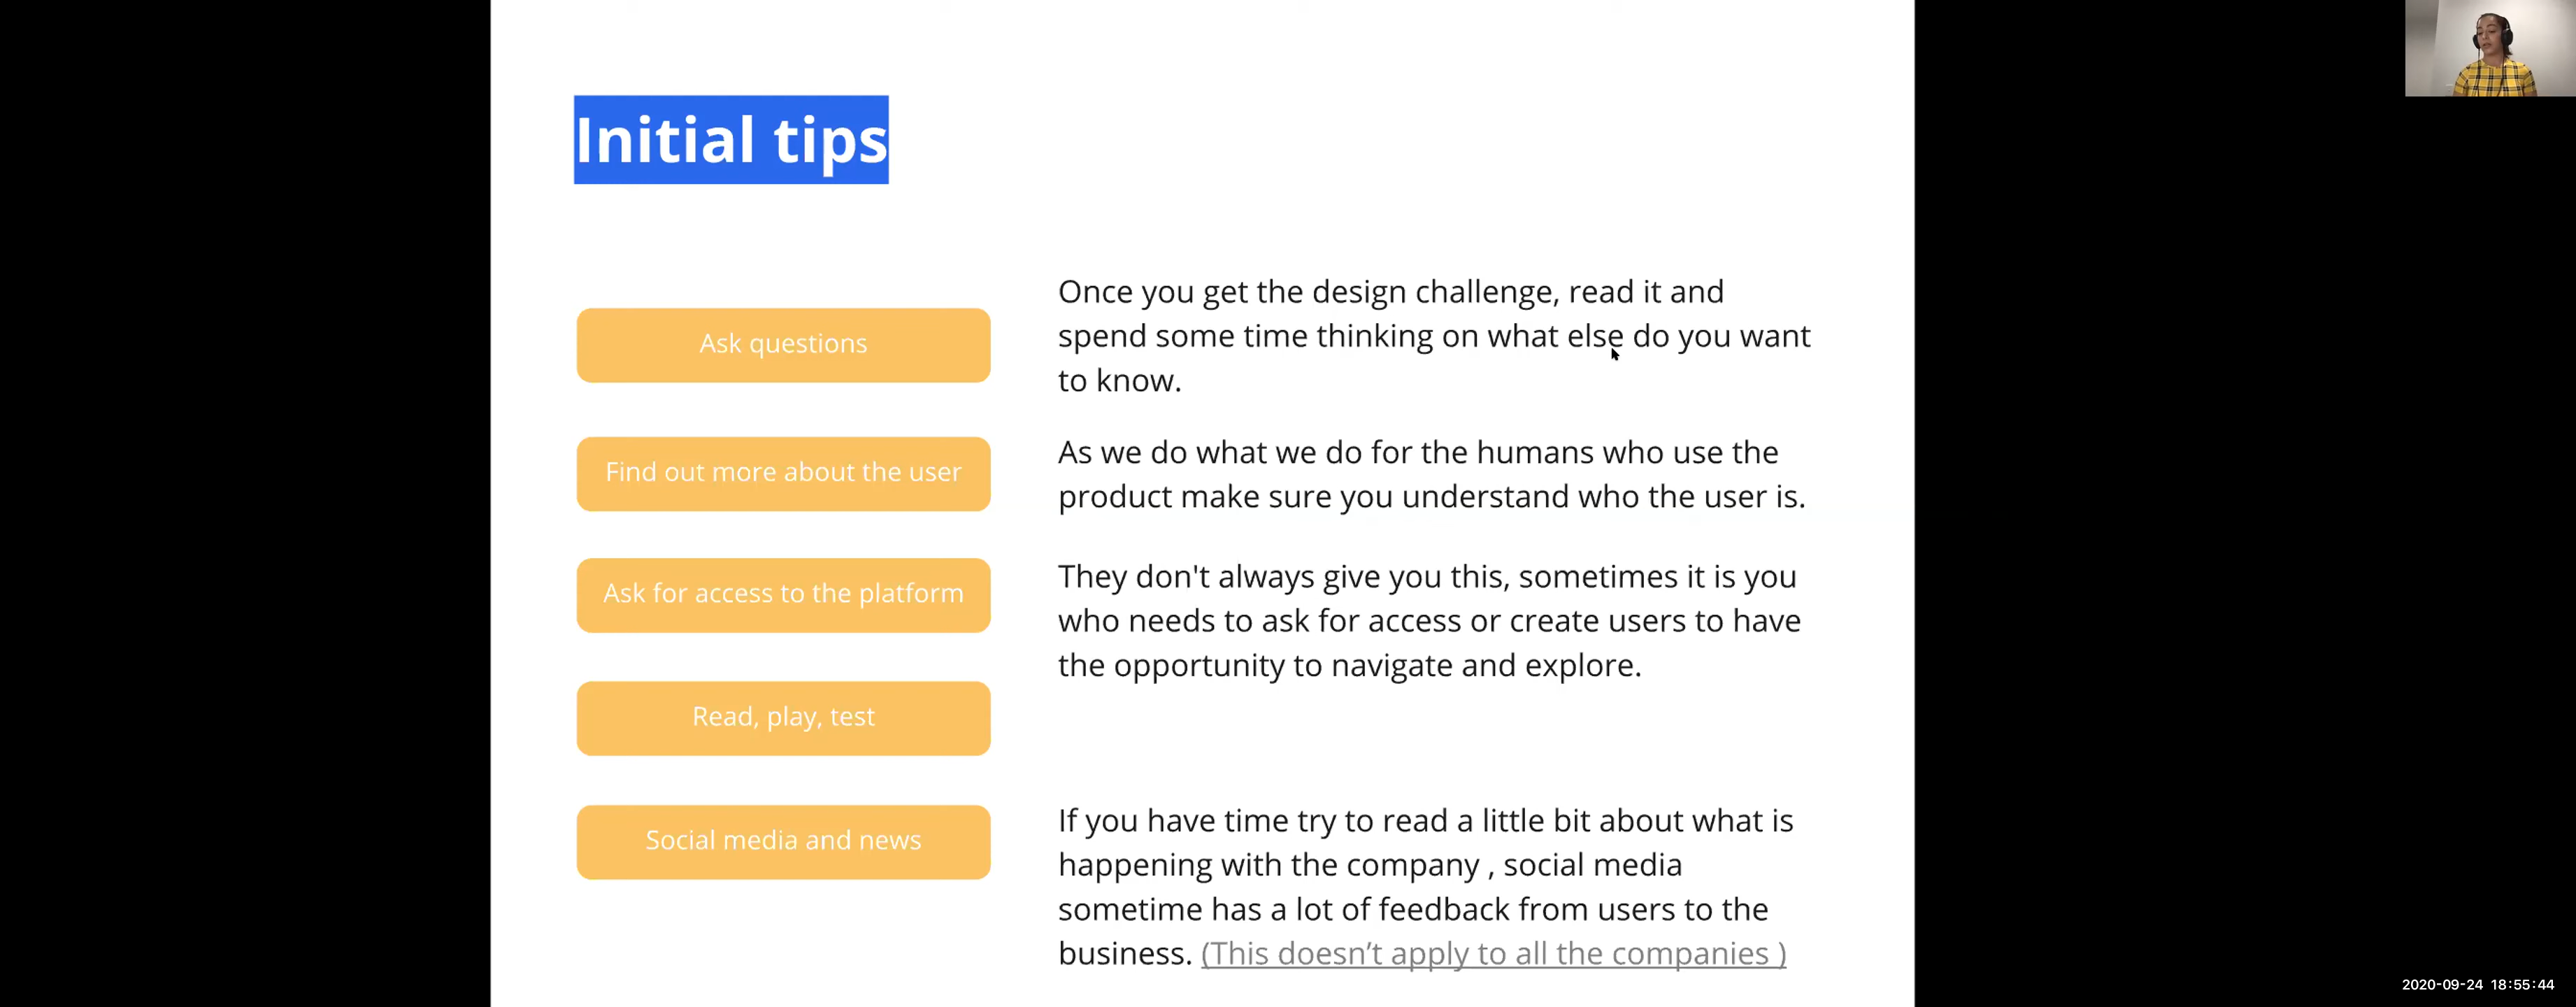 Initial tips
Ask questions
Once you get the design challenge, read it and
spend some time thinking on what else do you want
to know.
Find out more about the user
As we do what we do for the humans who use the
product make sure you understand who the user is.
Ask for access to the platform
They don't always give you this, sometimes it is you
who needs to ask for access or create users to have
the opportunity to navigate and explore.
Read, play, test
Social media and news
If you have time try to read a little bit about what is
happening with the company , social media
sometime has a lot of feedback from users to the
business. (This doesn’t apply to all the companies )
2020-09-24 18:55:44